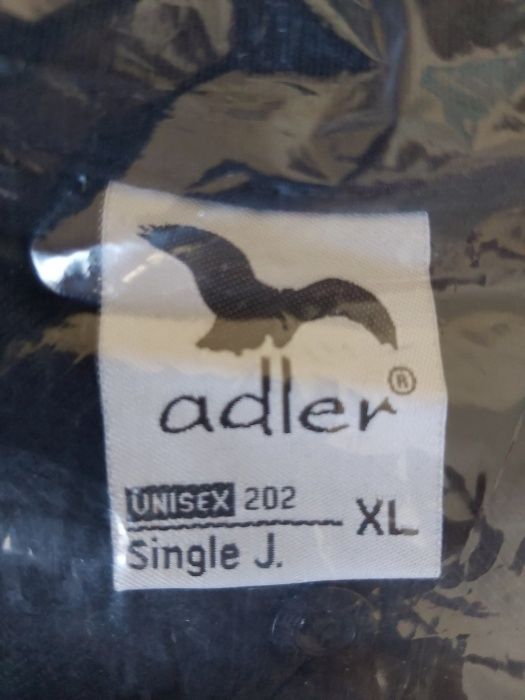 adler®
UNISEX 202
XL
Single J.